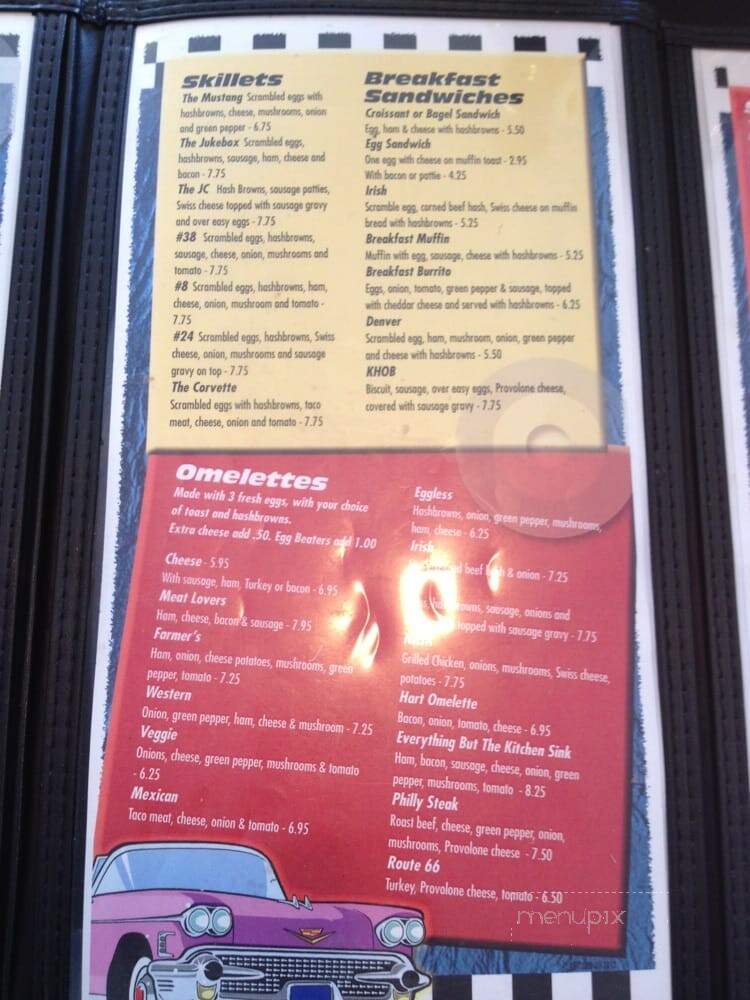 Skillets
The Mustang Scrambled eggs with
hashbrowns, cheese, mushrooms, onion
and green pepper - 6.75
The Jukebox Scrambled eggs,
hashbrowns, sausage, ham, cheese and
bacon - 7.75
The JC Hash Browns, sausage patties,
Swiss cheese topped with sausage gravy
and over easy eggs - 7.75
#38 Scrambled eggs, hashbrowns,
sausage, cheese, onion, mushrooms and
tomato - 7.75
#8 Scrambled eggs, hashbrowns, ham,
cheese, onion, mushroom and tomato -
7.75
#24 Scrambled eggs, hashbrowns, Swiss
cheese, onion, mushrooms and sausage
gravy on top - 7.75
The Corvette
Scrambled eggs with hashbrowns, taco
meat, cheese, onion and tomato - 7.75
Breakfast
Sandwiches
Croissant or Bagel Sandwich
Egg, ham & cheese with hashbrowns - 5.50
Egg Sandwich
One egg with cheese on muffin toast - 2.95
With bacon or pattie - 4.25
Irish
Scramble egg, corned beef hash, Swiss cheese on muffin
bread with hashbrowns - 5.25
Breakfast Muffin
Muffin with egg, sausage, cheese with hashbrowns - 5.25
Breakfast Burrito
Eggs, onion, tomato, green pepper & sausage, topped
with cheddar cheese and served with hashbrowns - 6.25
Denver
Scrambled egg, ham, mushroom, onion, green pepper
and cheese with hashbrowns - 5.50
KHOB
Biscuit, sausage, over easy eggs, Provolone cheese,
covered with sausage gravy - 7.75
Omelettes
Made with 3 fresh eggs, with your choice
of toast and hashbrowns.
Extra cheese add .50. Egg Beaters add 1.00
Cheese - 5.95
With sausage, ham, Turkey or bacon - 6.95
Meat Lovers
Ham, cheese, bacon & sausage - 7.95
Farmer's
Ham, onion, cheese potatoes, mushrooms, green
pepper, tomato - 7.25
Western
Onion, green pepper, ham, cheese & mushroom - 7.25
Veggie
Onions, cheese, green pepper, mushrooms & tomato
- 6.25
Mexican
Taco meat, cheese, onion & tomato - 6.95
Eggless
Hashbrowns, onion, green pepper, mushrooms,
ham, cheese - 6.25
Irish
beef hash & onion - 7.25
sausage, onions and
topped with sausage gravy - 7.75
Grilled Chicken, onions, mushrooms, Swiss cheese,
potatoes - 7.75
Hart Omelette
Bacon, onion, tomato, cheese - 6.95
Everything But The Kitchen Sink
Ham, bacon, sausage, cheese, onion, green
pepper, mushrooms, tomato - 8.25
Philly Steak
Roast beef, cheese, green pepper, onion,
mushrooms, Provolone cheese - 7.50
Route 66
Turkey, Provolone cheese, tomato - 6.50
menupix